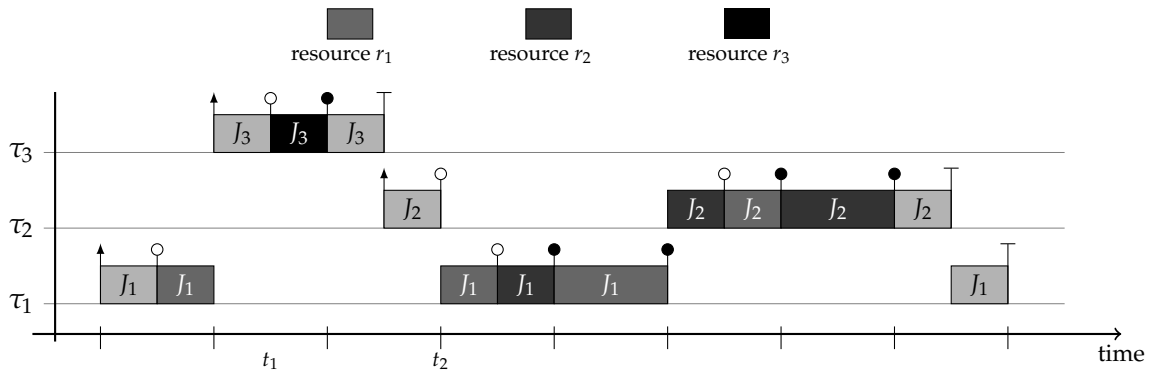 resource r₁ resource r₂ resource r₃
τ₃ J₃ J₃ J₃
τ₂ J₂ J₂ J₂ J₂ J₂
τ₁ J₁ J₁ J₁ J₁ J₁ J₁
t₁ t₂ time